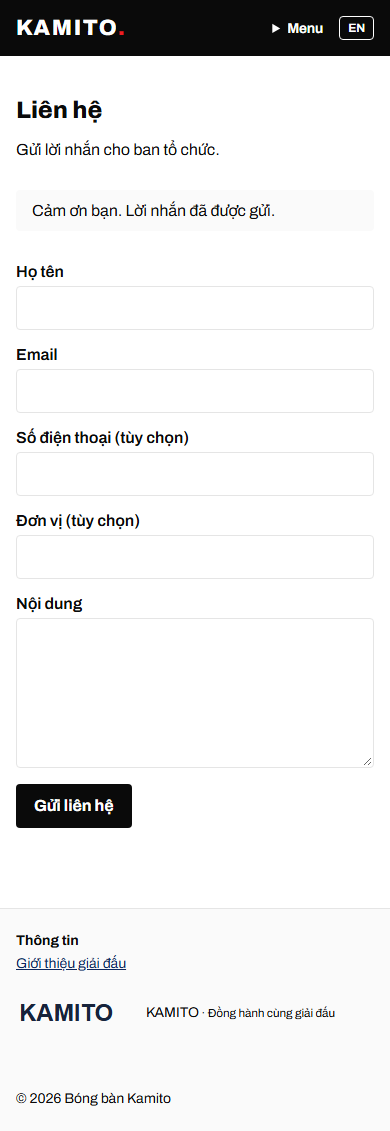 KAMITO.
Menu
EN
Liên hệ
Gửi lời nhắn cho ban tổ chức.
Cảm ơn bạn. Lời nhắn đã được gửi.
Họ tên
Email
Số điện thoại (tùy chọn)
Đơn vị (tùy chọn)
Nội dung
Gửi liên hệ
Thông tin
Giới thiệu giải đấu
KAMITO
KAMITO · Đồng hành cùng giải đấu
© 2026 Bóng bàn Kamito